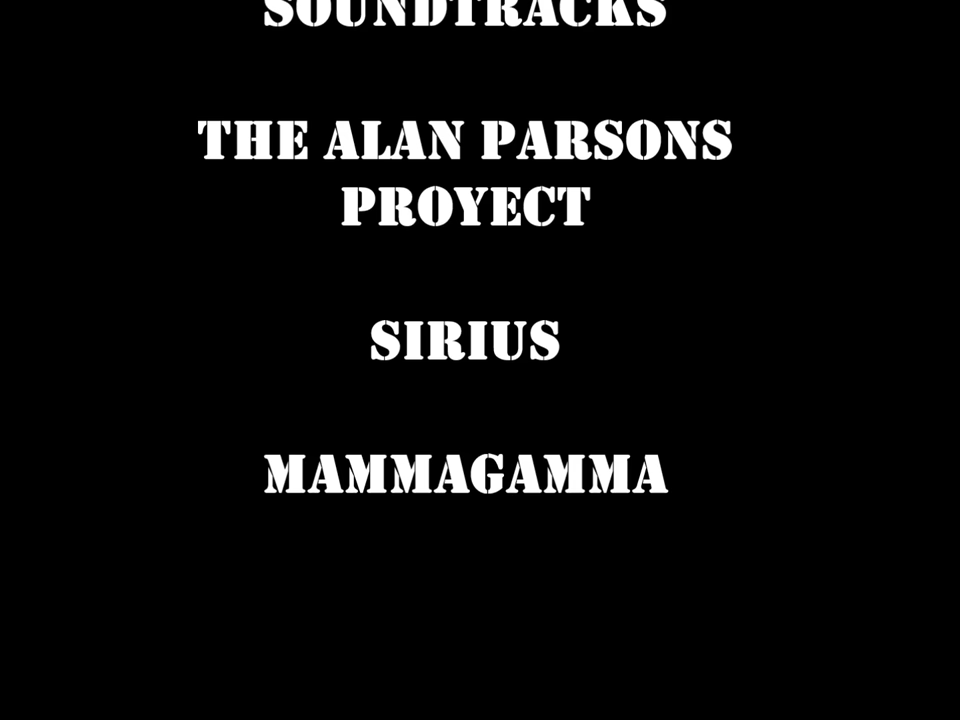 SOUNDTRACKS
THE ALAN PARSONS
PROYECT
SIRIUS
MAMMAGAMMA